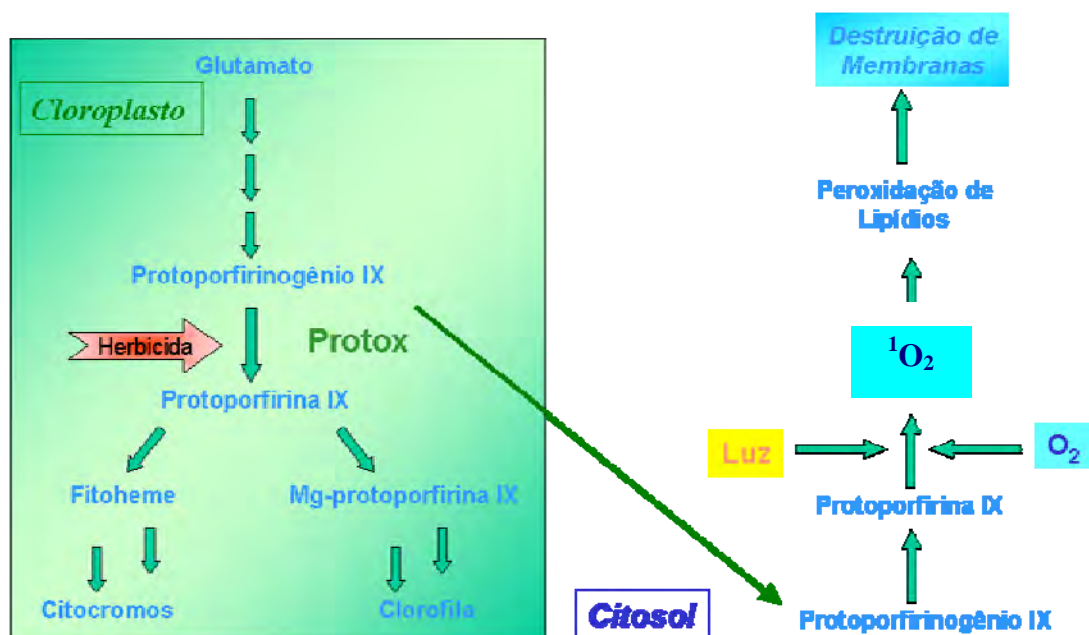 Glutamato
Cloroplasto
Protoporfirinogênio IX
Herbicida
Protox
Protoporfirina IX
Fitoheme
Mg-protoporfirina IX
Citocromos
Clorofila
Destruição de
Membranas
Peroxidação de
Lipídios
¹O₂
Luz
O₂
Protoporfirina IX
Citosol
Protoporfirinogênio IX